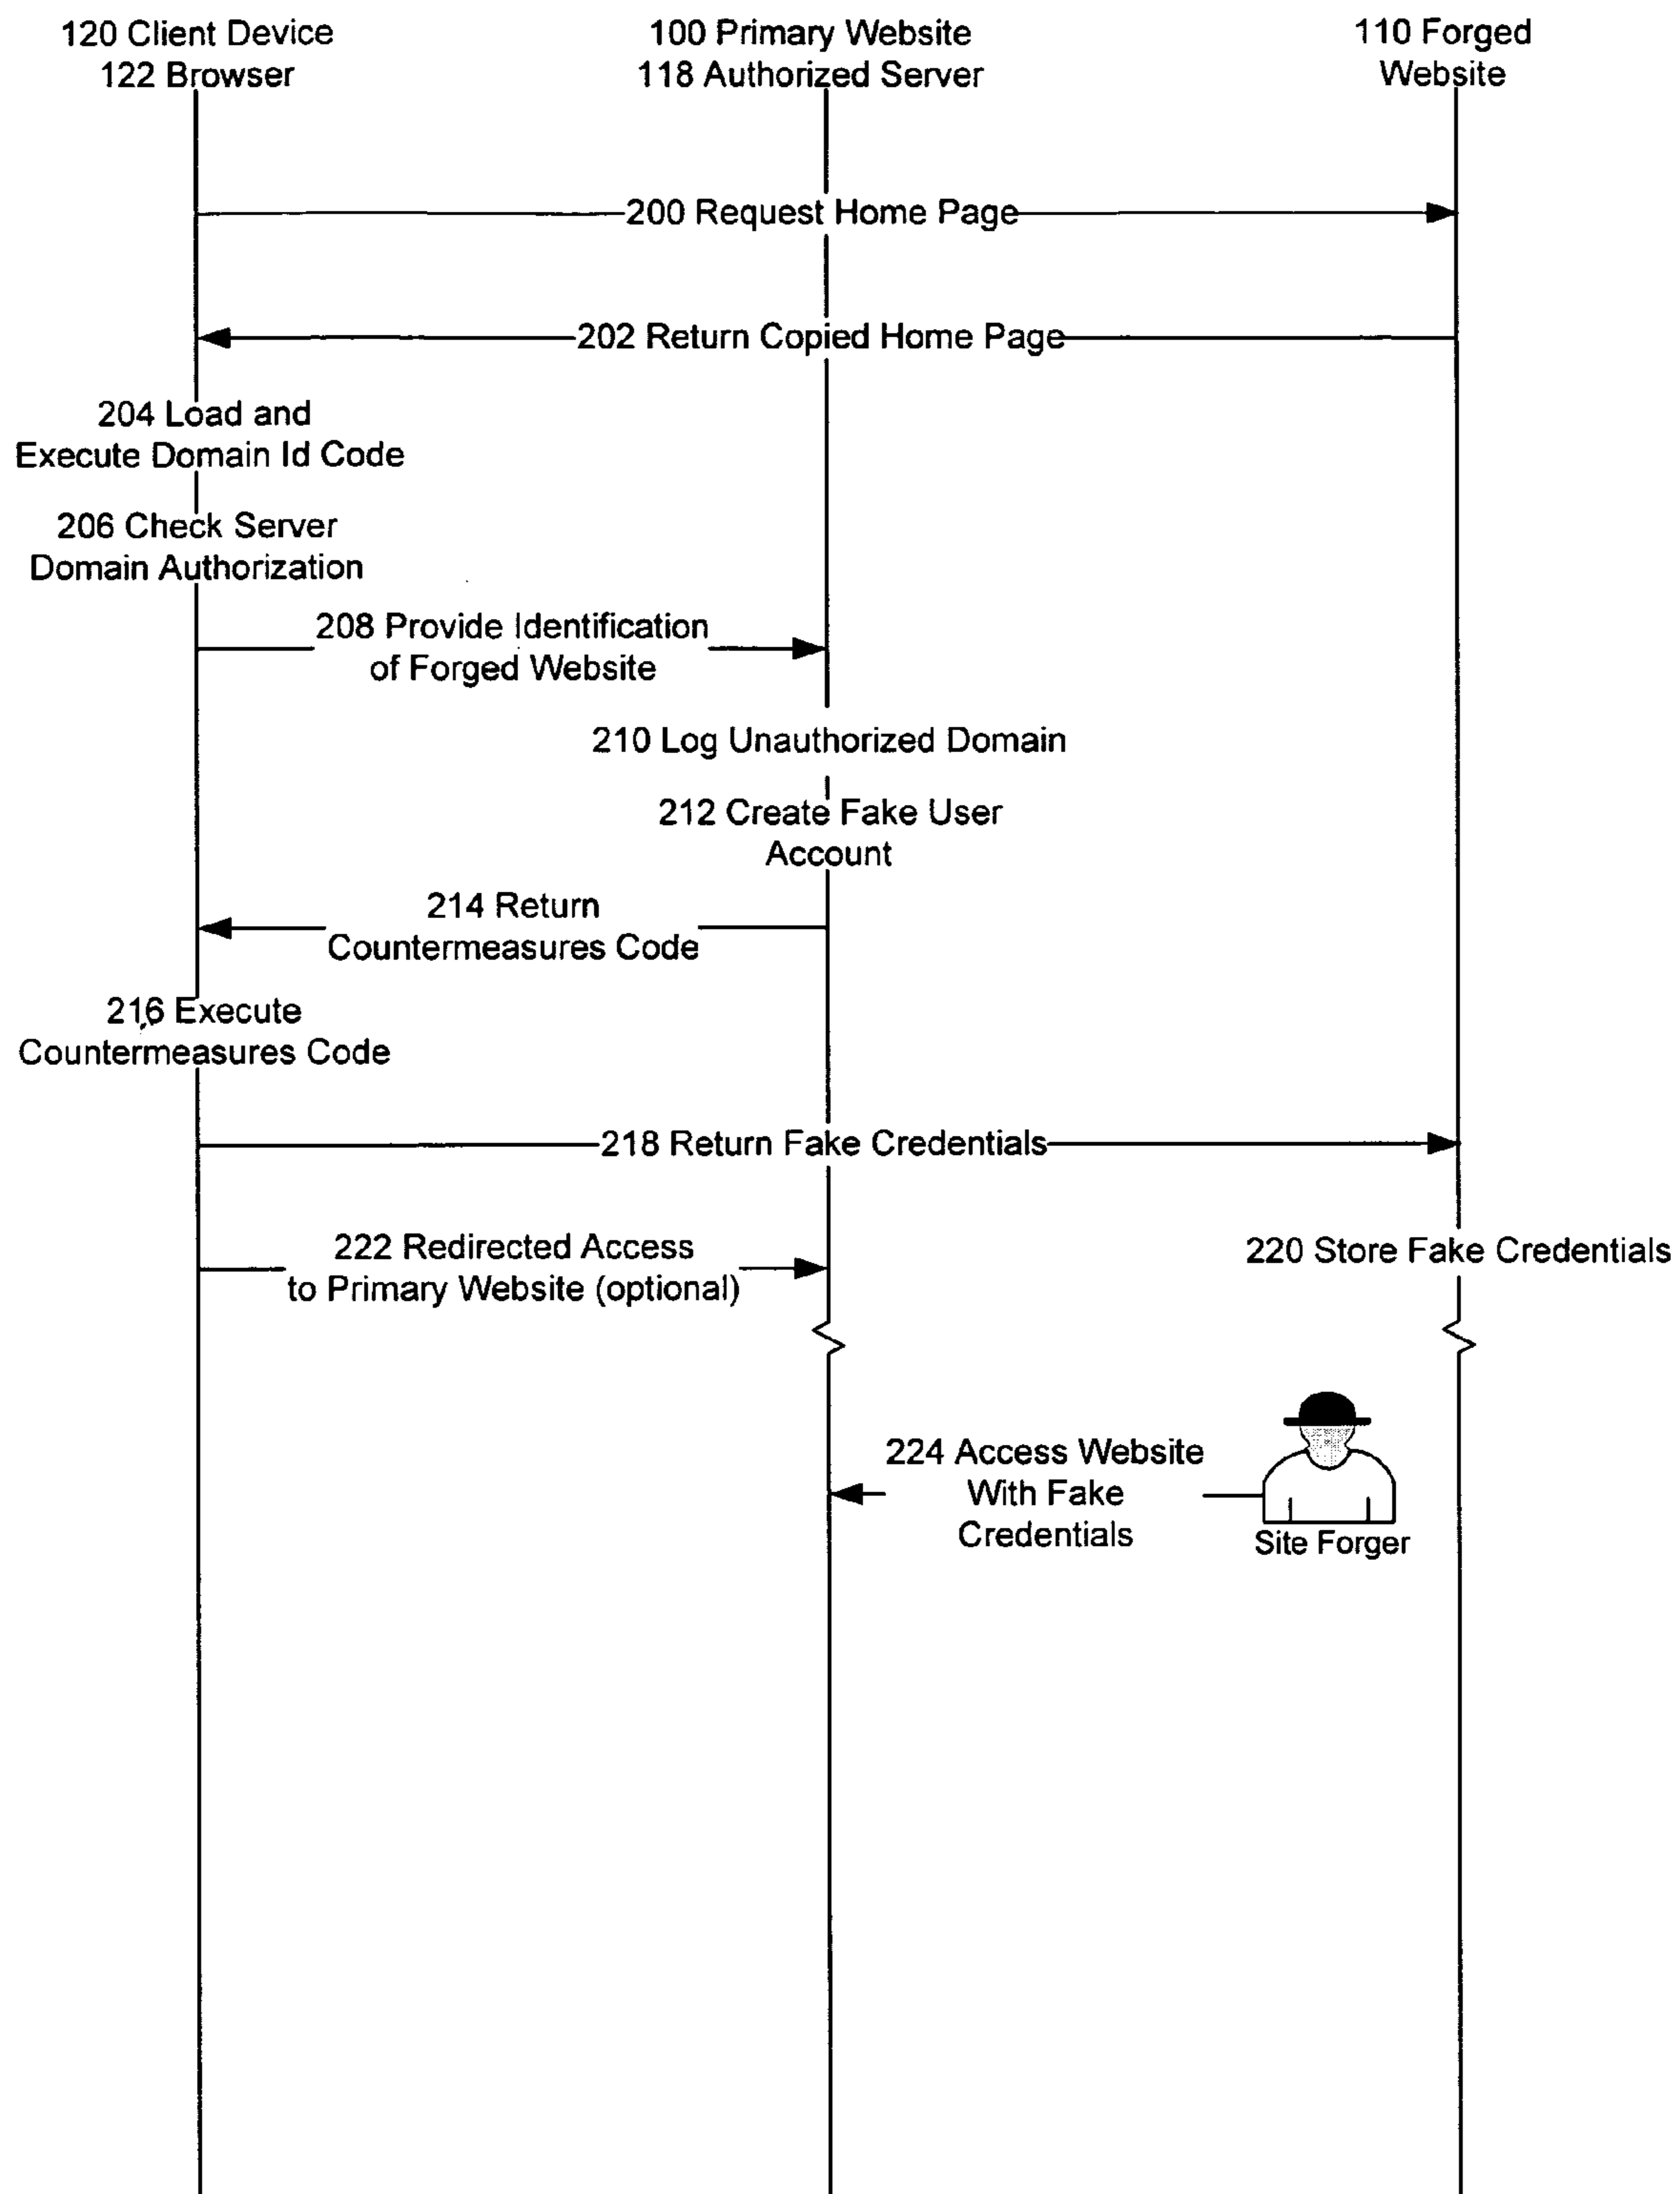 120 Client Device
122 Browser
100 Primary Website
118 Authorized Server
110 Forged
Website
200 Request Home Page
202 Return Copied Home Page
204 Load and
Execute Domain Id Code
206 Check Server
Domain Authorization
208 Provide Identification
of Forged Website
210 Log Unauthorized Domain
212 Create Fake User
Account
214 Return
Countermeasures Code
216 Execute
Countermeasures Code
218 Return Fake Credentials
222 Redirected Access
to Primary Website (optional)
220 Store Fake Credentials
224 Access Website
With Fake
Credentials
Site Forger